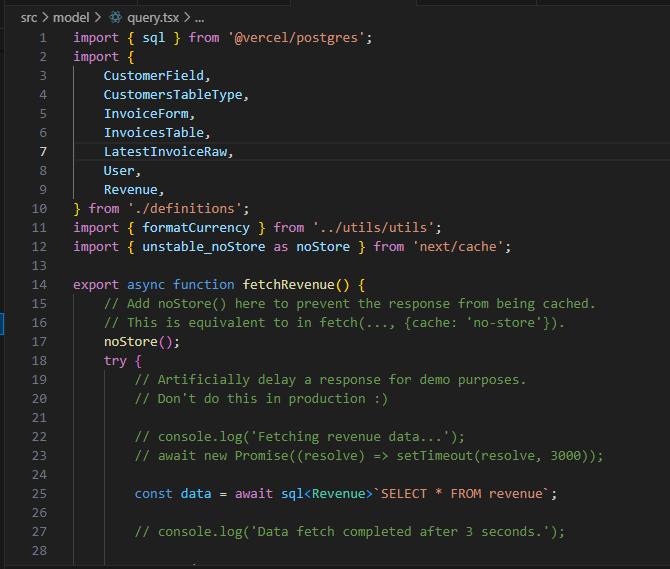 src > model > query.tsx > ...
1 import { sql } from '@vercel/postgres';
2 import {
3 CustomerField,
4 CustomersTableType,
5 InvoiceForm,
6 InvoicesTable,
7 LatestInvoiceRaw,
8 User,
9 Revenue,
10 } from './definitions';
11 import { formatCurrency } from '../utils/utils';
12 import { unstable_noStore as noStore } from 'next/cache';
13
14 export async function fetchRevenue() {
15 // Add noStore() here to prevent the response from being cached.
16 // This is equivalent to in fetch(..., {cache: 'no-store'}).
17 noStore();
18 try {
19 // Artificially delay a response for demo purposes.
20 // Don't do this in production :)
21
22 // console.log('Fetching revenue data...');
23 // await new Promise((resolve) => setTimeout(resolve, 3000));
24
25 const data = await sql<Revenue>`SELECT * FROM revenue`;
26
27 // console.log('Data fetch completed after 3 seconds.');
28